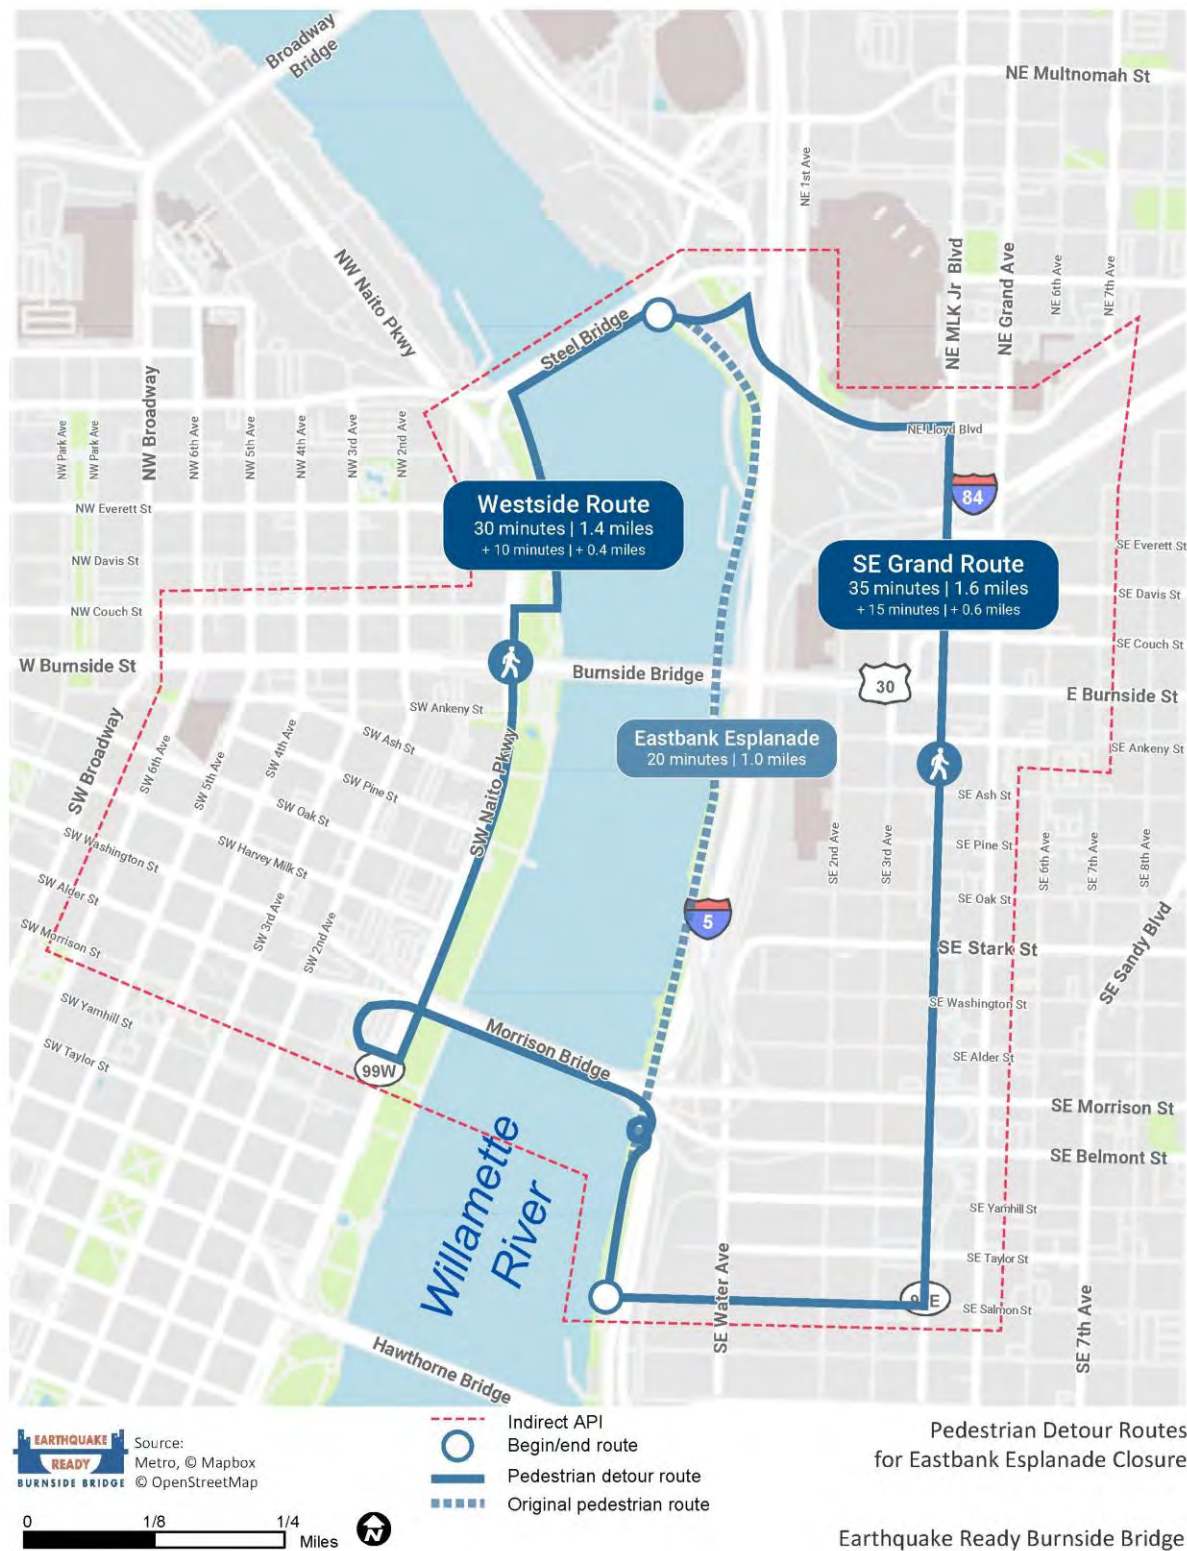 Broadway
Bridge
NE Multnomah St
NE 1st Ave
NW Naito Pkwy
NE MLK Jr Blvd
NE Grand Ave
NE 6th Ave
NE 7th Ave
Steel Bridge
NW Park Ave
NW Park Ave
NW Broadway
NW 6th Ave
NW 5th Ave
NW 4th Ave
NW 3rd Ave
NW 2nd Ave
NE Lloyd Blvd
84
NW Everett St
NW Davis St
NW Couch St
W Burnside St
Westside Route
30 minutes | 1.4 miles
+ 10 minutes | + 0.4 miles
SE Grand Route
35 minutes | 1.6 miles
+ 15 minutes | + 0.6 miles
SE Everett St
SE Davis St
SE Couch St
Burnside Bridge
30
E Burnside St
SW Ankeny St
SE Ankeny St
Eastbank Esplanade
20 minutes | 1.0 miles
SW Broadway
SW 6th Ave
SW 5th Ave
SW 4th Ave
SW Ash St
SW Pine St
SW Oak St
SW Harvey Milk St
SW Naito Pkwy
SW Washington St
SW Alder St
SW Morrison St
SW 3rd Ave
SW 2nd Ave
SW Yamhill St
SW Taylor St
SE Ash St
SE Pine St
SE Oak St
SE 2nd Ave
SE 3rd Ave
SE 6th Ave
SE 7th Ave
SE 8th Ave
5
SE Stark St
SE Sandy Blvd
SE Washington St
SE Alder St
Morrison Bridge
99W
SE Morrison St
SE Belmont St
Willamette
River
SE Yamhill St
SE Taylor St
SE Water Ave
E
SE Salmon St
SE 7th Ave
Hawthorne Bridge
EARTHQUAKE
READY
BURNSIDE BRIDGE
Source:
Metro, © Mapbox
© OpenStreetMap
Indirect API
Begin/end route
Pedestrian detour route
Original pedestrian route
Pedestrian Detour Routes
for Eastbank Esplanade Closure
0 1/8 1/4
Miles
N
Earthquake Ready Burnside Bridge